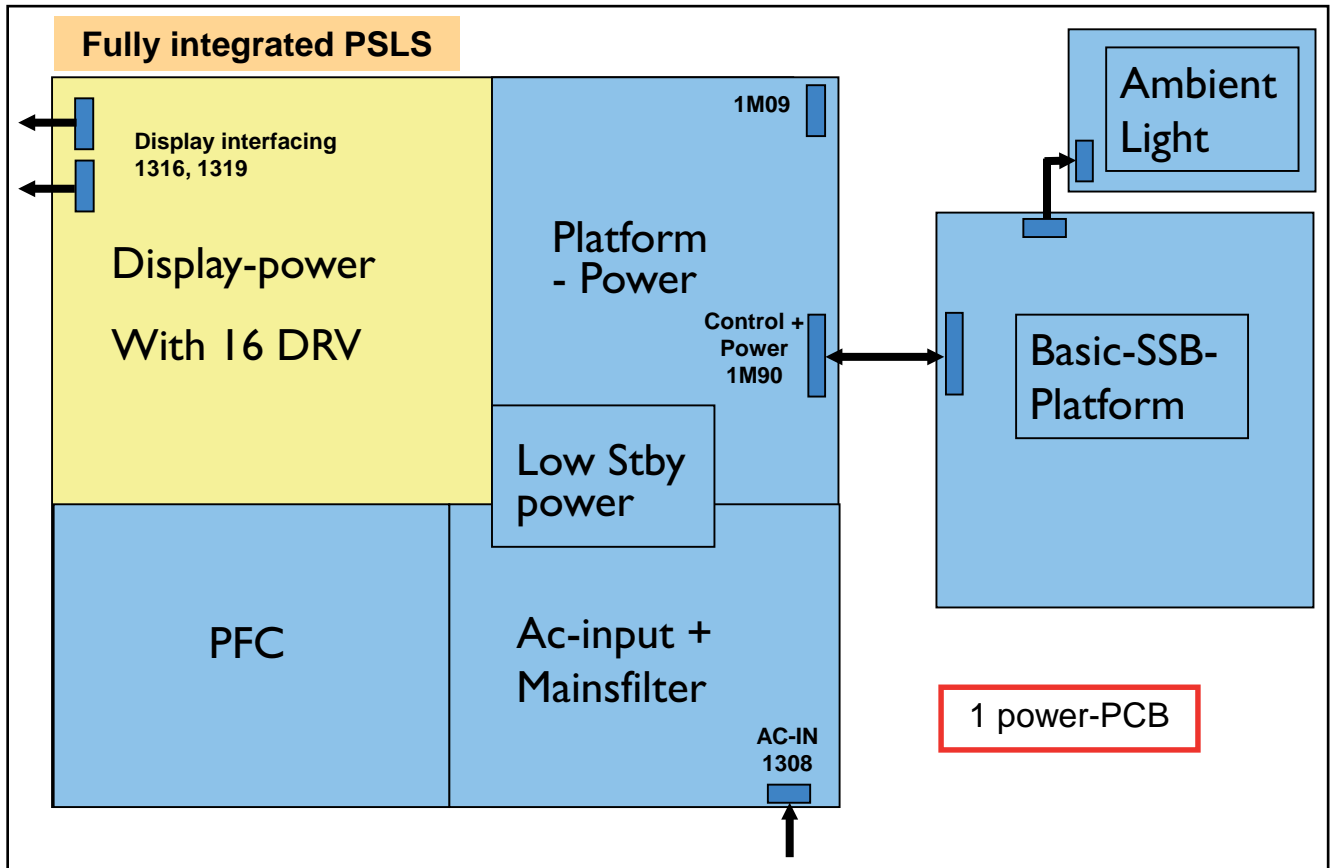 Fully integrated PSLS
Display interfacing
1316, 1319
Display-power
With 16 DRV
1M09
Platform
- Power
Control +
Power
1M90
Low Stby
power
PFC
Ac-input +
Mainsfilter
AC-IN
1308
Ambient
Light
Basic-SSB-
Platform
1 power-PCB